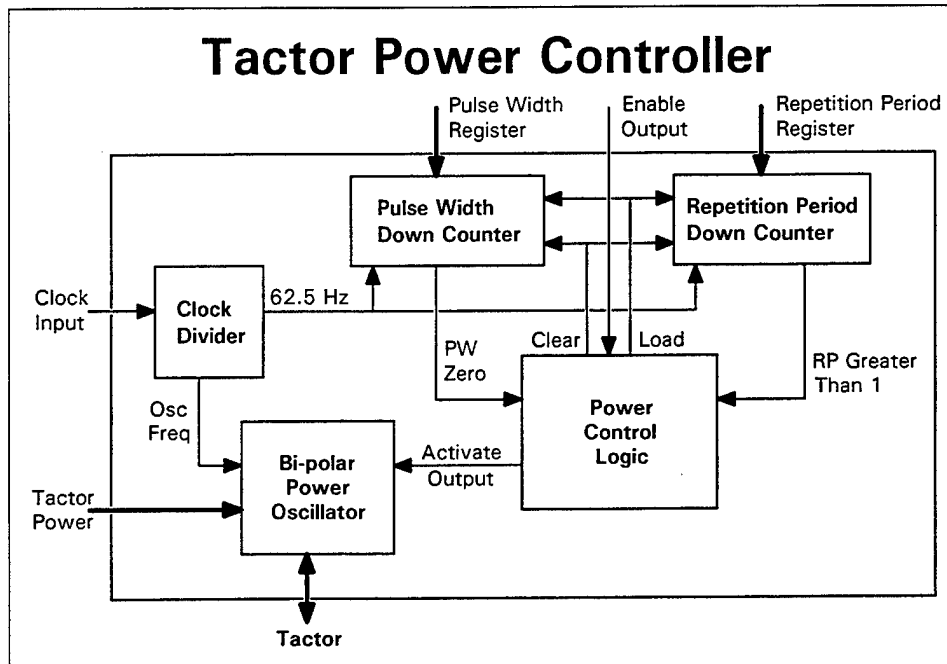 Tactor Power Controller
Pulse Width
Register
Enable
Output
Repetition Period
Register
Pulse Width
Down Counter
Repetition Period
Down Counter
Clock
Input
Clock
Divider
62.5 Hz
PW
Zero
Clear
Load
RP Greater
Than 1
Osc
Freq
Power
Control
Logic
Bi-polar
Power
Oscillator
Activate
Output
Tactor
Power
Tactor